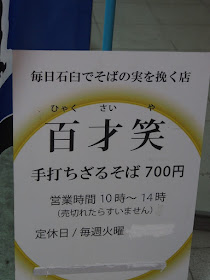 毎日石臼でそばの実を挽く店
ひゃく さい や
百才笑
手打ちざるそば 700円
営業時間 10時～14時
（売切れたらすいません）
定休日/毎週火曜